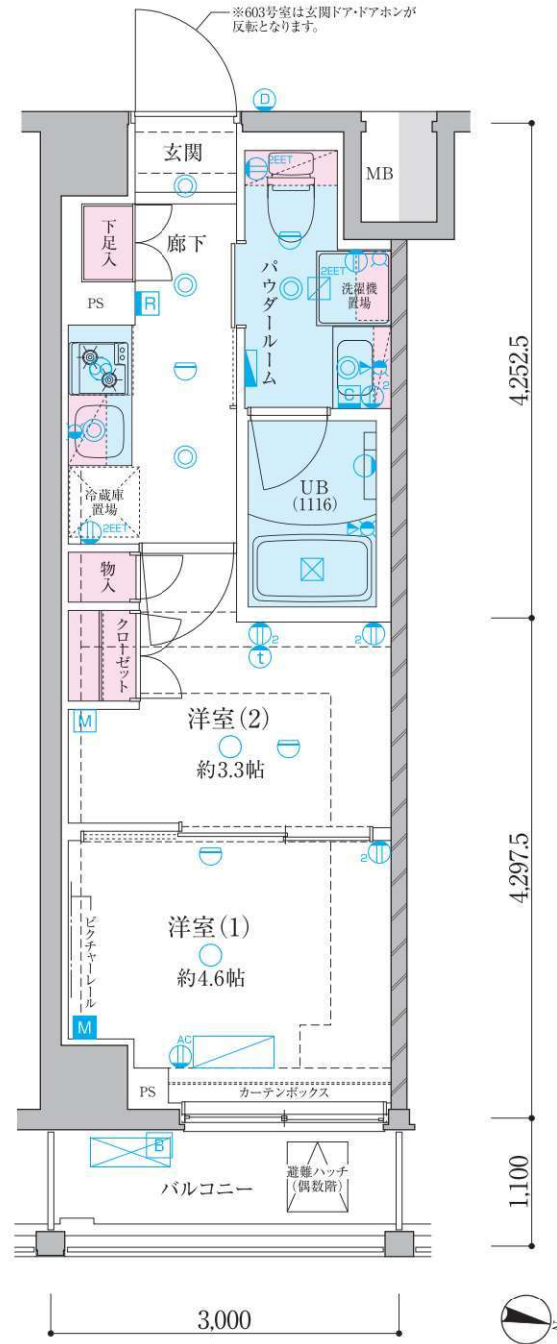 ※603号室は玄関ドア・ドアホンが
反転となります。
D
玄関
2EET
MB
下足入
廊下
パウダールーム
2EET
洗濯機
置場
PS
R
C
2
4,252.5
UB
(1116)
冷蔵庫
置場
2EET
物入
クローゼット
2
2
t
M
洋室(2)
約3.3帖
2
4,297.5
洋室(1)
約4.6帖
ピクチャーレール
M
AC
PS
カーテンボックス
B
バルコニー
避難ハッチ
(偶数階)
1,100
3,000
N